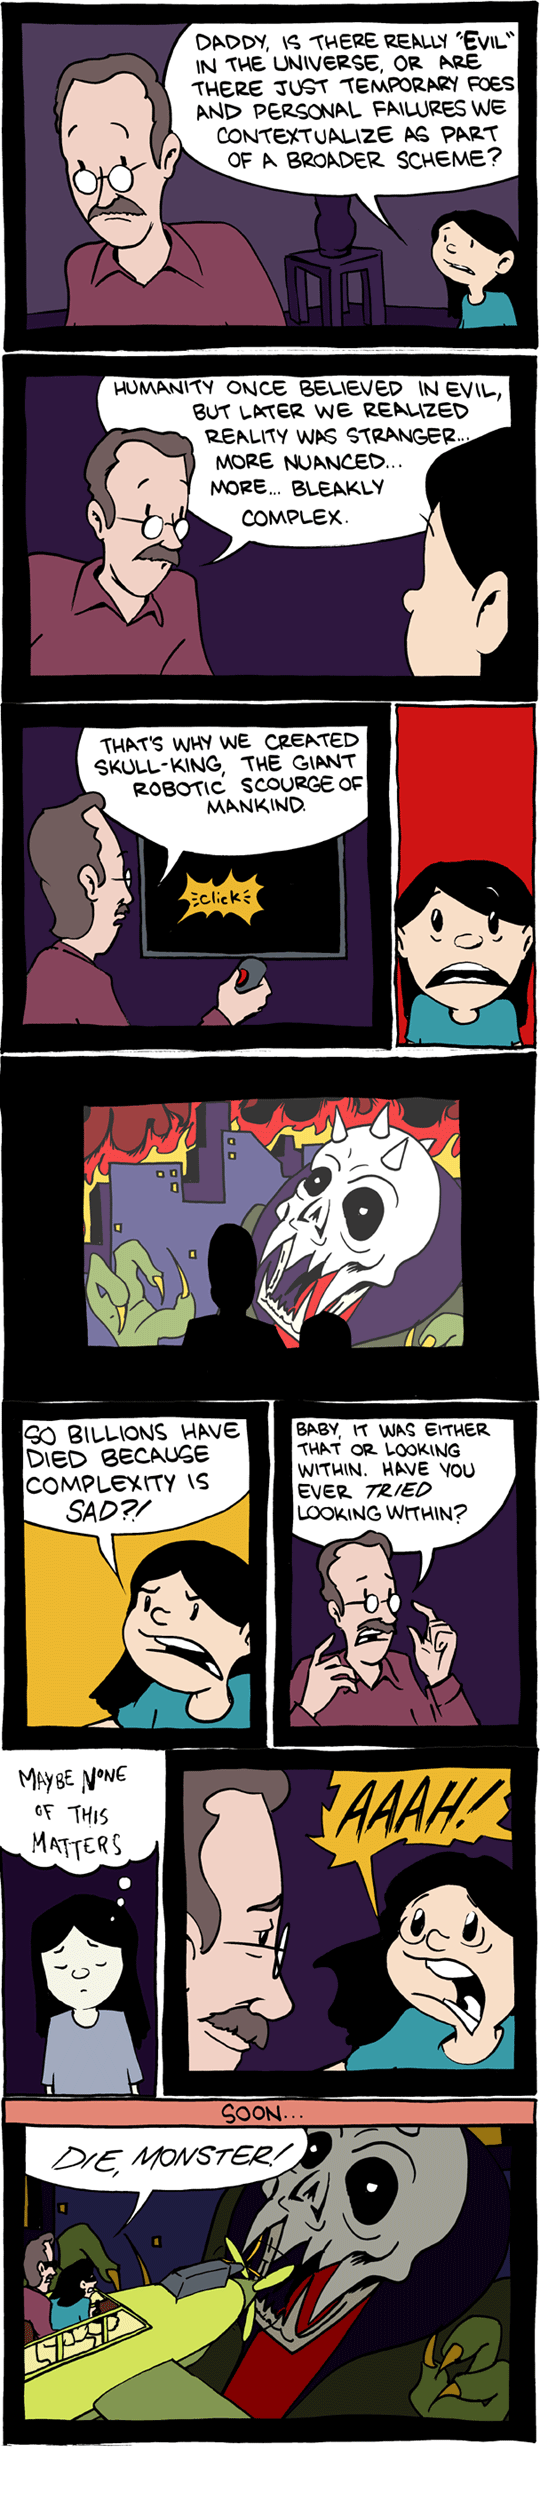 DADDY, IS THERE REALLY "EVIL"
IN THE UNIVERSE, OR ARE
THERE JUST TEMPORARY FOES
AND PERSONAL FAILURES WE
CONTEXTUALIZE AS PART
OF A BROADER SCHEME?
HUMANITY ONCE BELIEVED IN EVIL,
BUT LATER WE REALIZED
REALITY WAS STRANGER...
MORE NUANCED...
MORE... BLEAKLY
COMPLEX.
THAT'S WHY WE CREATED
SKULL-KING, THE GIANT
ROBOTIC SCOURGE OF
MANKIND.
click
SO BILLIONS HAVE
DIED BECAUSE
COMPLEXITY IS
SAD?!
BABY, IT WAS EITHER
THAT OR LOOKING
WITHIN. HAVE YOU
EVER TRIED
LOOKING WITHIN?
MAYBE NONE
OF THIS
MATTERS
AAAH!
SOON...
DIE, MONSTER!